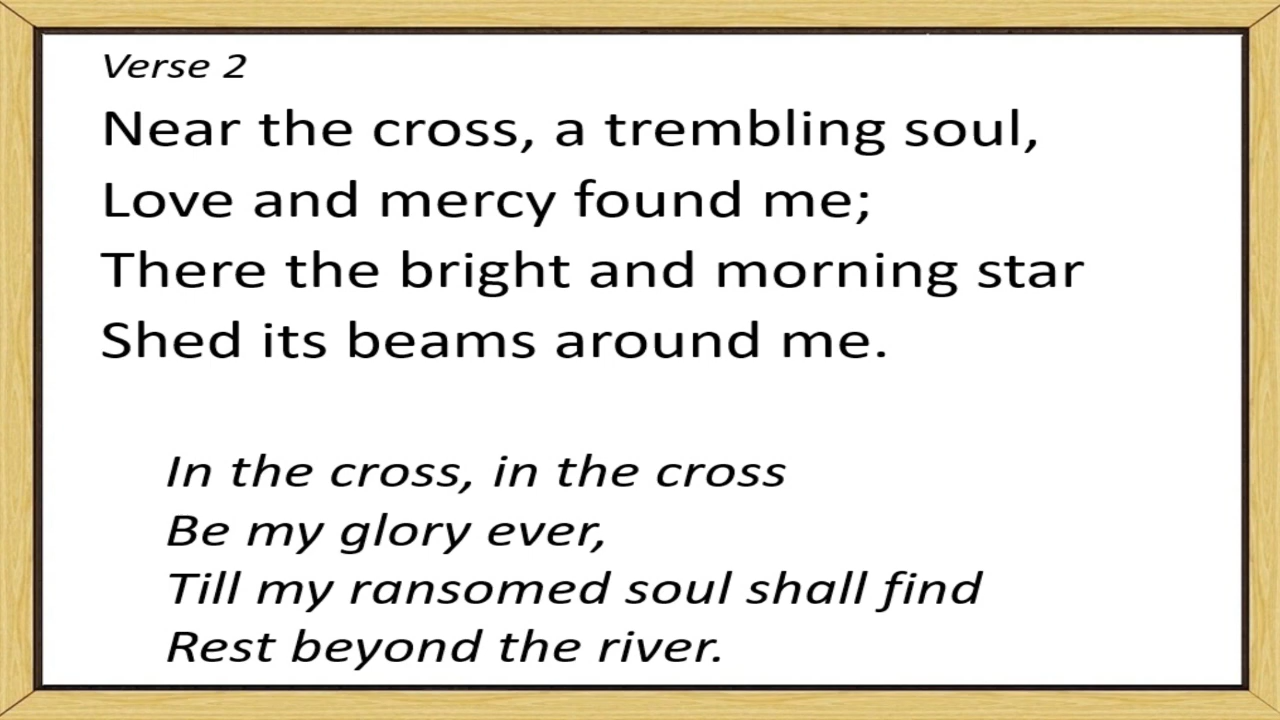 Verse 2
Near the cross, a trembling soul,
Love and mercy found me;
There the bright and morning star
Shed its beams around me.
In the cross, in the cross
Be my glory ever,
Till my ransomed soul shall find
Rest beyond the river.